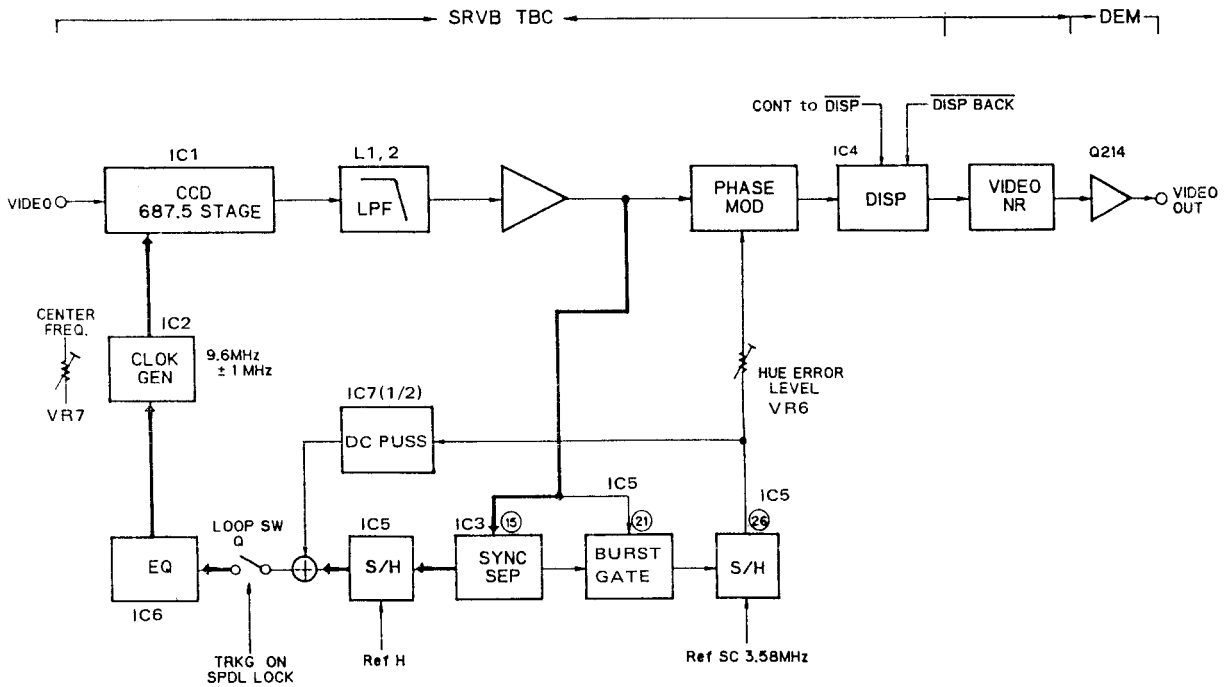 SRVB TBC
DEM
CONT to DISP
DISP BACK
IC1
L1, 2
IC4
Q214
VIDEO
CCD
687.5 STAGE
LPF
PHASE
MOD
DISP
VIDEO
NR
VIDEO
OUT
CENTER
FREQ.
VR7
IC2
CLOK
GEN
9.6MHz
± 1 MHz
HUE ERROR
LEVEL
VR6
IC7(1/2)
DC PUSS
LOOP SW
Q
IC5
IC3
15
IC5
21
IC5
26
EQ
IC6
S/H
SYNC
SEP
BURST
GATE
S/H
TRKG ON
SPDL LOCK
Ref H
Ref SC 3.58MHz